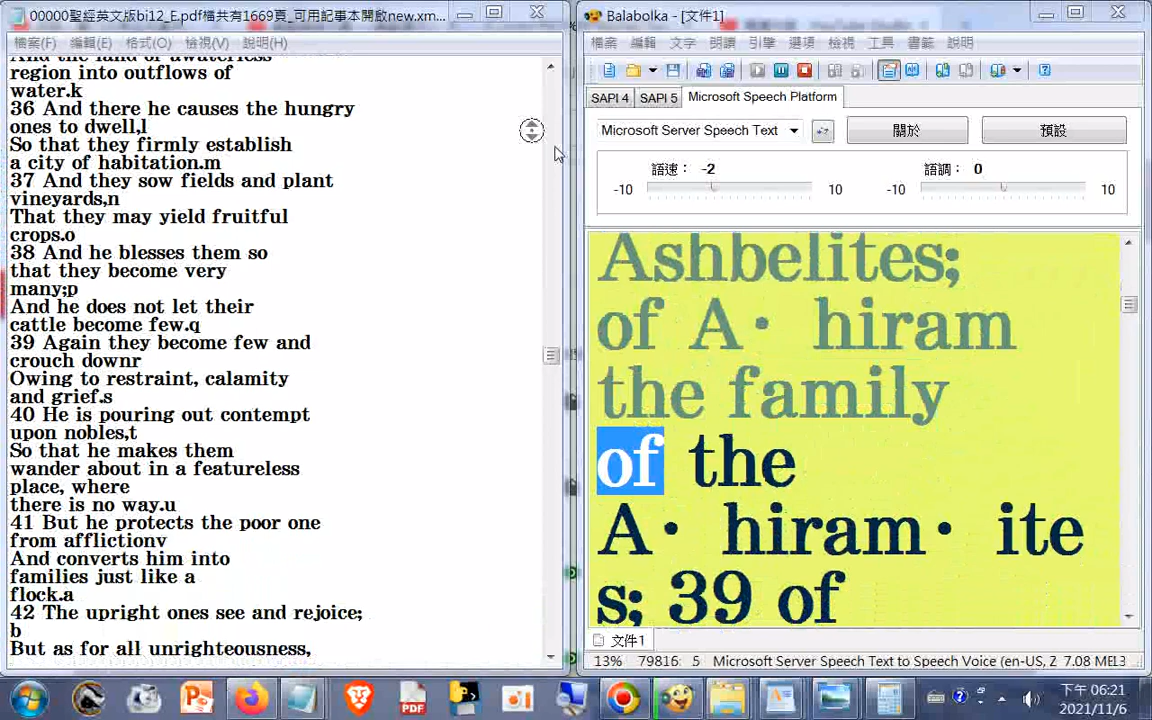 00000聖經英文版bi12_E.pdf檔共有1669頁_可用記事本開啟new.xm...
檔案(F) 編輯(E) 格式(O) 檢視(V) 說明(H)
And the land of a waterless
region into outflows of
water.k
36 And there he causes the hungry
ones to dwell,l
So that they firmly establish
a city of habitation.m
37 And they sow fields and plant
vineyards,n
That they may yield fruitful
crops.o
38 And he blesses them so
that they become very
many;p
And he does not let their
cattle become few.q
39 Again they become few and
crouch downr
Owing to restraint, calamity
and grief.s
40 He is pouring out contempt
upon nobles,t
So that he makes them
wander about in a featureless
place, where
there is no way.u
41 But he protects the poor one
from afflictionv
And converts him into
families just like a
flock.a
42 The upright ones see and rejoice;
b
But as for all unrighteousness,
Balabolka - [文件1]
檔案 編輯 文字 朗讀 引擎 選項 檢視 工具 書籤 說明
SAPI 4 SAPI 5 Microsoft Speech Platform
Microsoft Server Speech Text 關於 預設
語速： -2 語調： 0
-10 10 -10 10
Ashbelites;
of A· hiram
the family
of the
A· hiram· ite
s; 39 of
文件1
13% 79816: 5 Microsoft Server Speech Text to Speech Voice (en-US, 2 7.08 MB
下午 06:21
2021/11/6